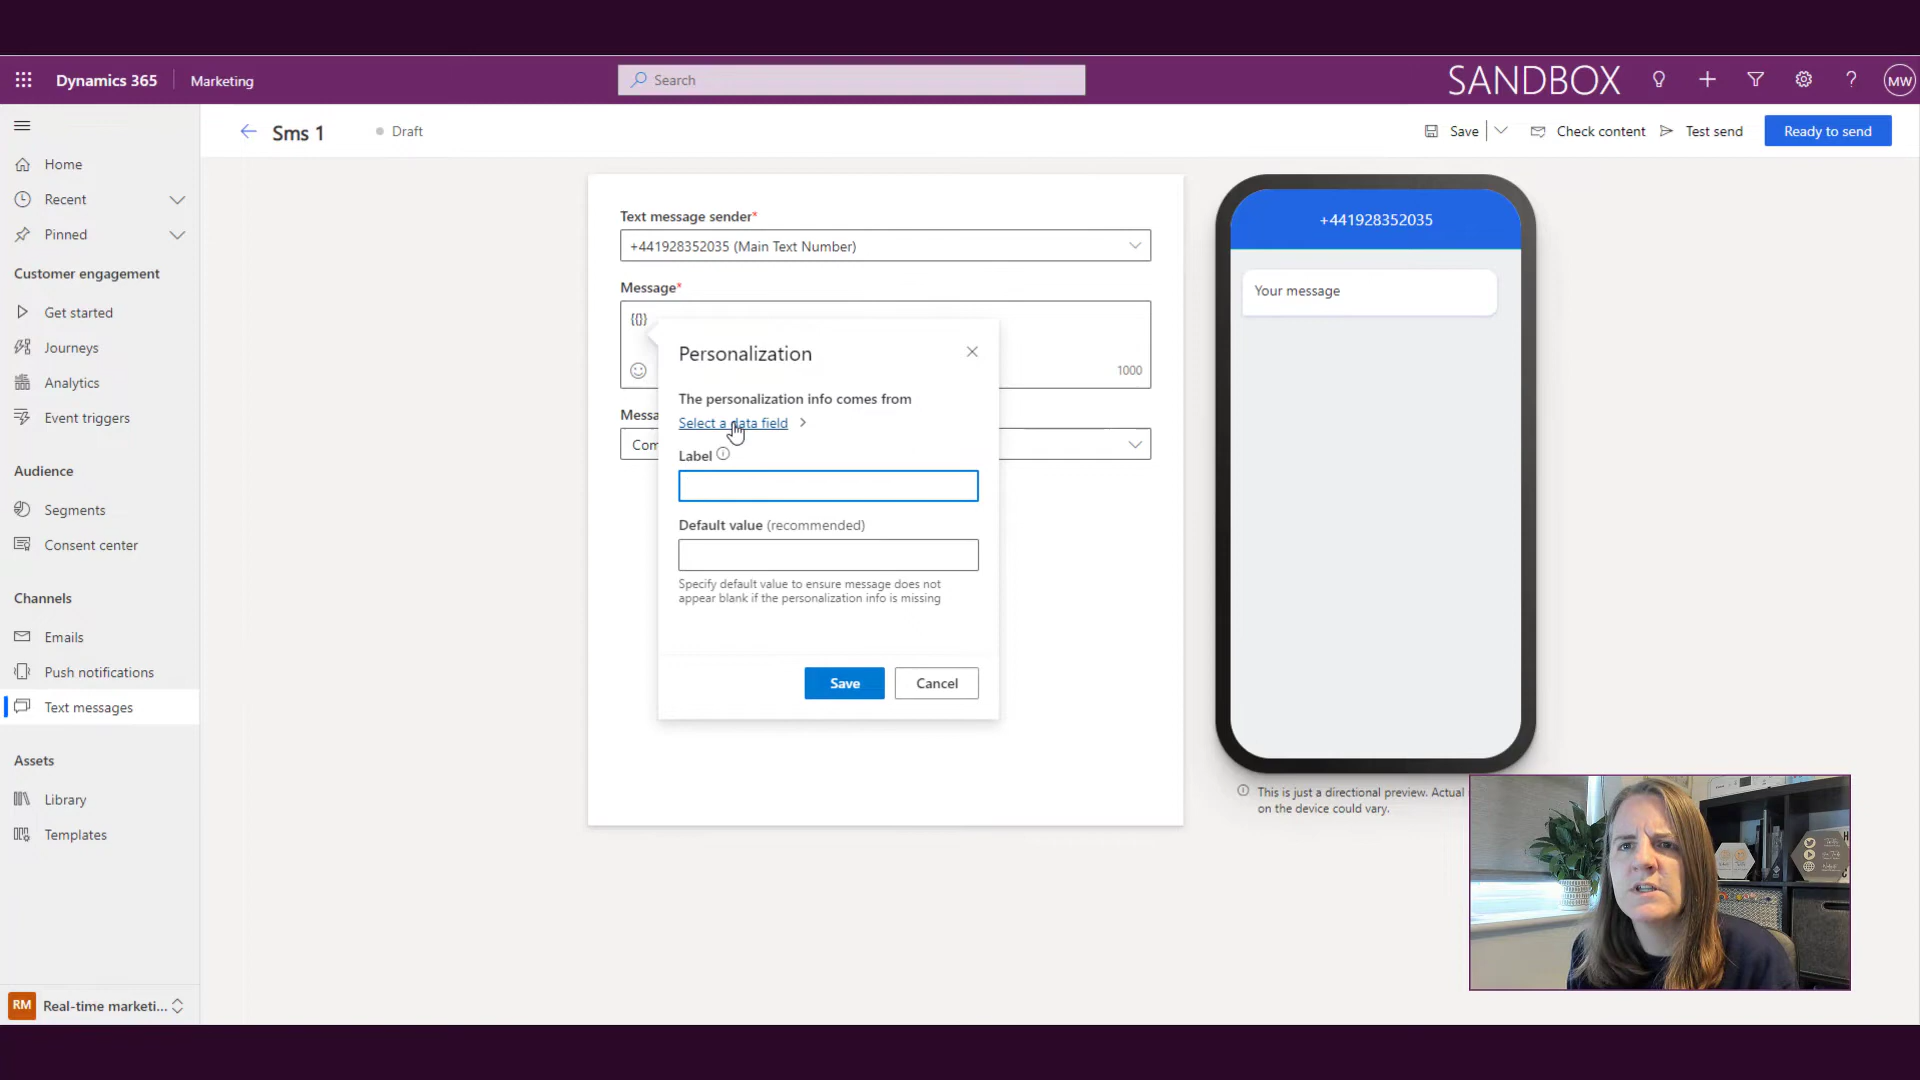 Dynamics 365
Marketing
Search
SANDBOX
MW
Sms 1
Draft
Save
Check content
Test send
Ready to send
Home
Recent
Pinned
Customer engagement
Get started
Journeys
Analytics
Event triggers
Audience
Segments
Consent center
Channels
Emails
Push notifications
Text messages
Assets
Library
Templates
RM
Real-time marketi...
Text message sender*
+441928352035 (Main Text Number)
Message*
{{}}
1000
Messa
Com
Personalization
The personalization info comes from
Select a data field
Label
Default value (recommended)
Specify default value to ensure message does not
appear blank if the personalization info is missing
Save
Cancel
+441928352035
Your message
This is just a directional preview. Actual
on the device could vary.